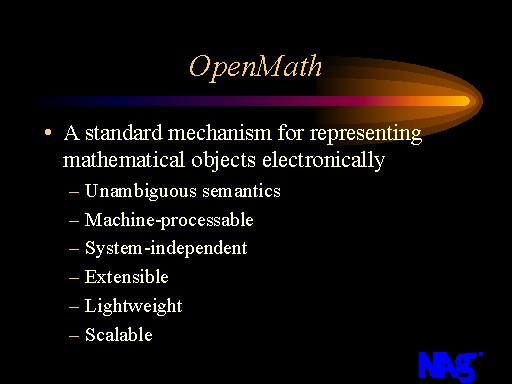 OpenMath
• A standard mechanism for representing
mathematical objects electronically
– Unambiguous semantics
– Machine-processable
– System-independent
– Extensible
– Lightweight
– Scalable
NAG